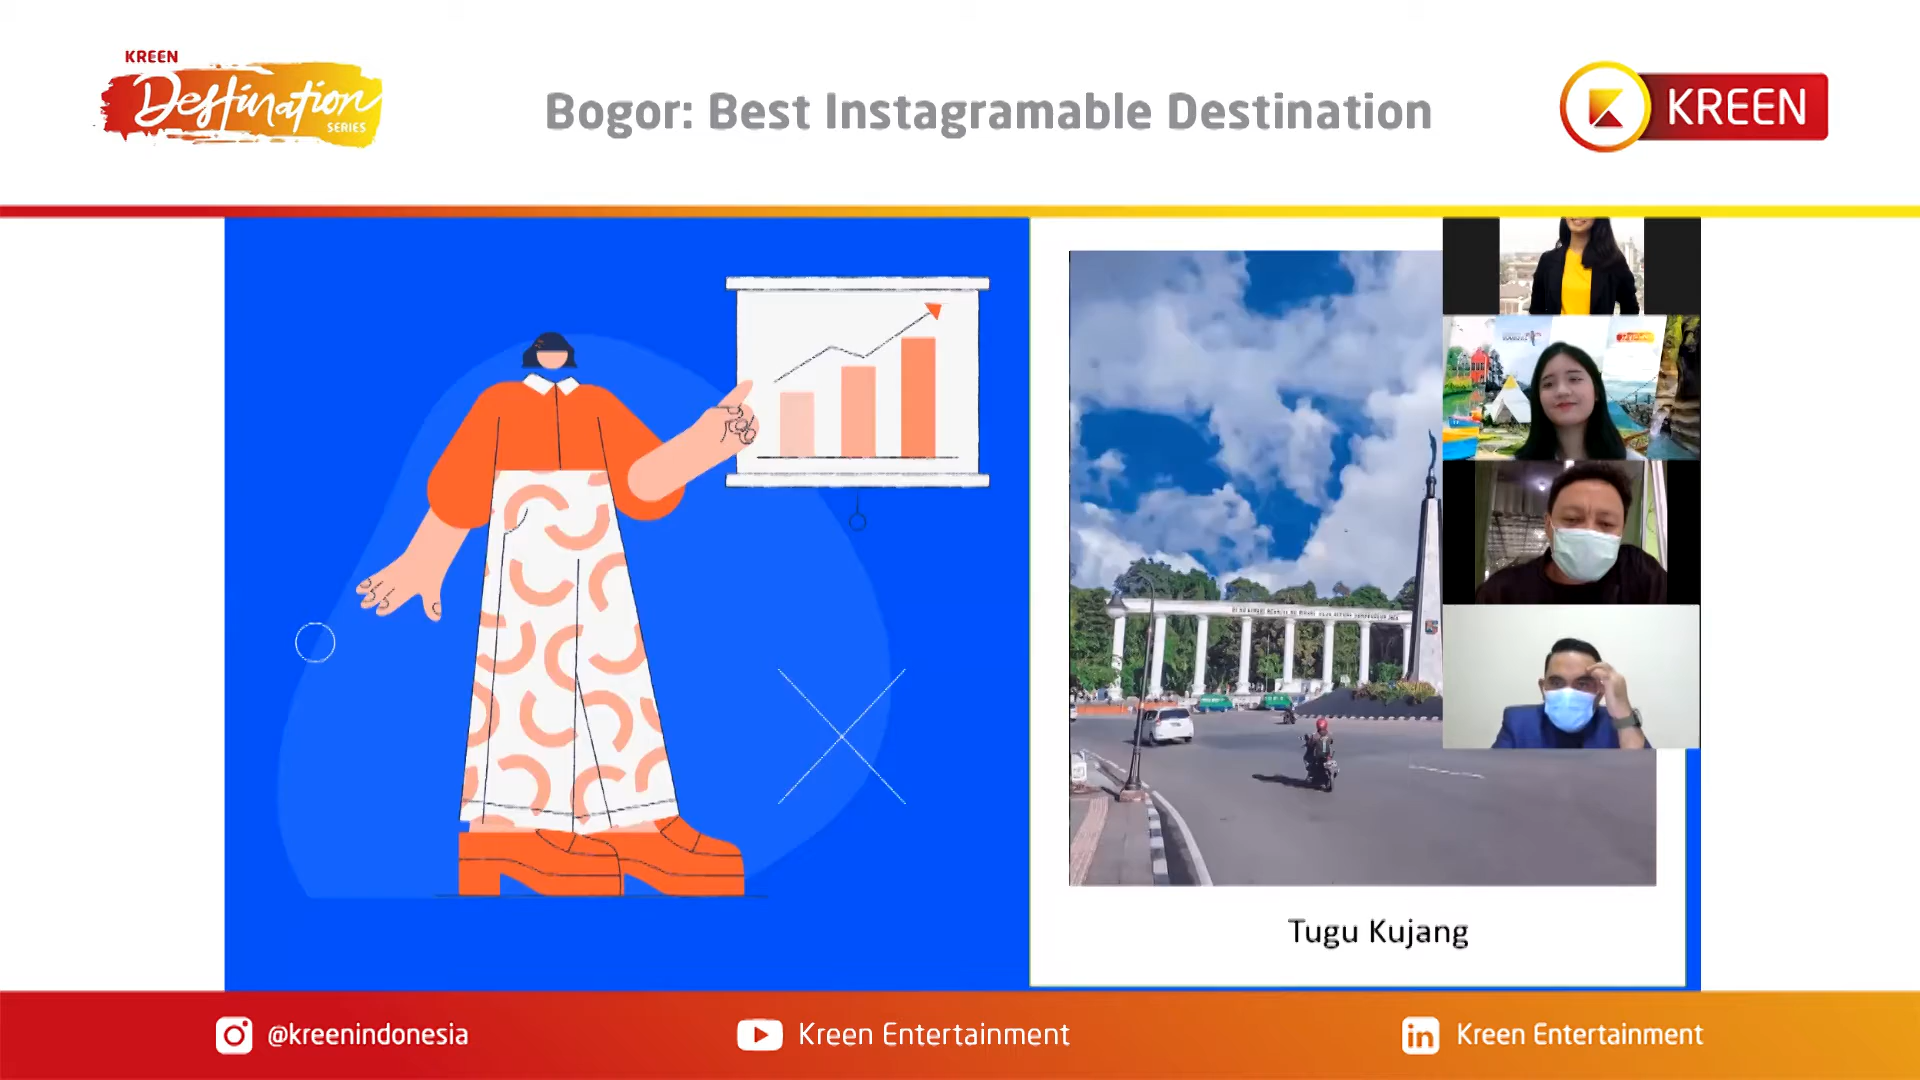 KREEN
Destination
SERIES
Bogor: Best Instagramable Destination
KREEN
Tugu Kujang
@kreenindonesia
Kreen Entertainment
Kreen Entertainment